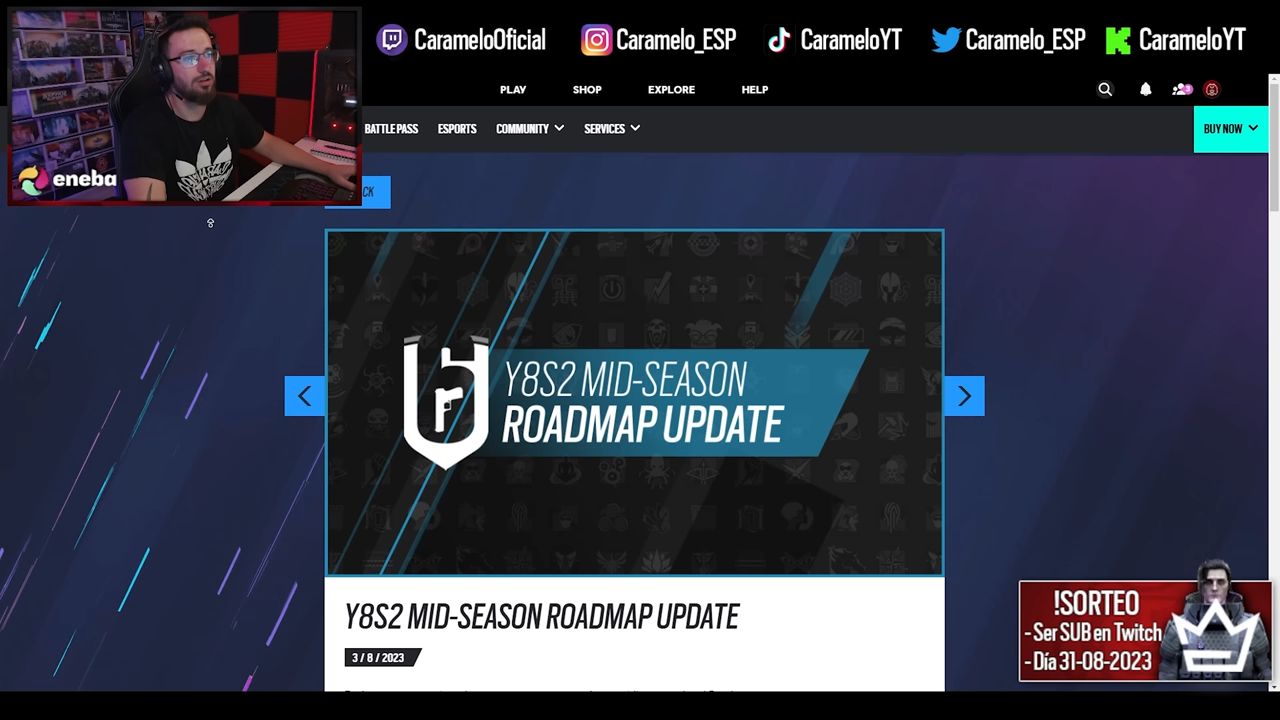 CarameloOficial
Caramelo_ESP
CarameloYT
Caramelo_ESP
CarameloYT
PLAY
SHOP
EXPLORE
HELP
3
BATTLE PASS
ESPORTS
COMMUNITY
SERVICES
BUY NOW
eneba
CK
Y8S2 MID-SEASON
ROADMAP UPDATE
Y8S2 MID-SEASON ROADMAP UPDATE
3 / 8 / 2023
!SORTEO
- Ser SUB en Twitch
- Día 31-08-2023